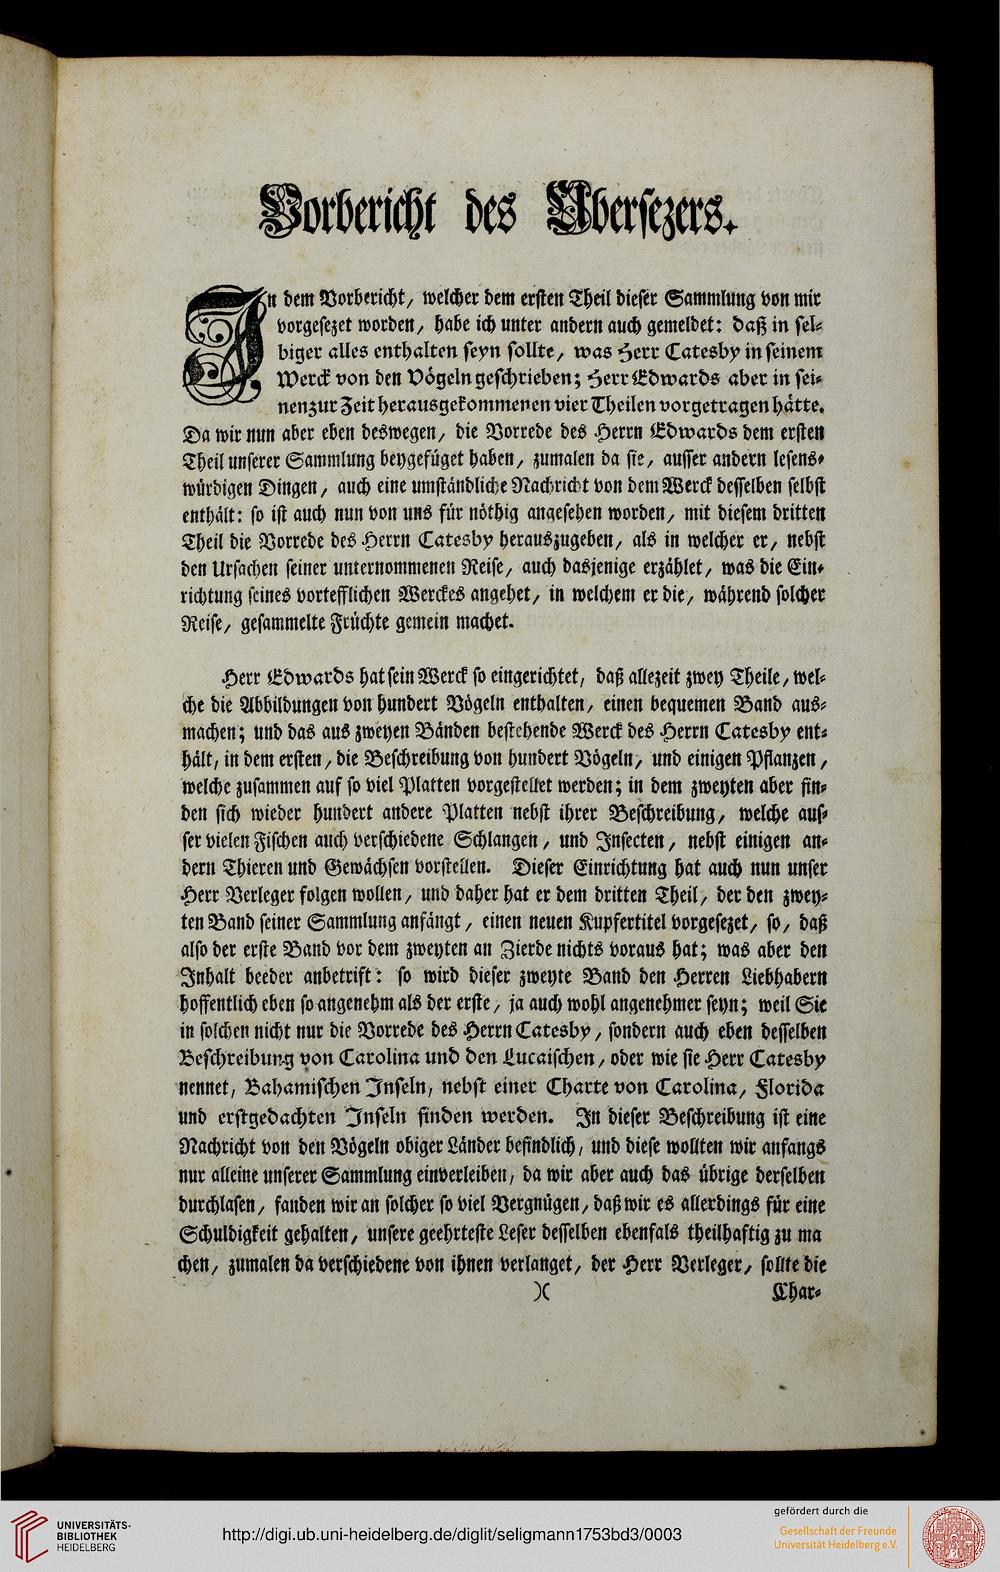 Vorbericht des Übersezers.
In dem Vorbericht, welcher dem ersten Theil dieser Sammlung von mir
vorgesezet worden, habe ich unter andern auch gemeldet: daß in sel-
biger alles enthalten seyn sollte, was Herr Catesby in seinem
Werck von den Vögeln geschrieben; Herr Edwards aber in sei-
nen zur Zeit herausgekommenen vier Theilen vorgetragen hätte.
Da wir nun aber eben deswegen, die Vorrede des Herrn Edwards dem ersten
Theil unserer Sammlung beygefüget haben, zumalen da sie, ausser andern lesens-
würdigen Dingen, auch eine umständliche Nachricht von dem Werck desselben selbst
enthält: so ist auch nun von uns für nöthig angesehen worden, mit diesem dritten
Theil die Vorrede des Herrn Catesby herauszugeben, als in welcher er, nebst
den Ursachen seiner unternommenen Reise, auch dasjenige erzählet, was die Ein-
richtung seines vortefflichen Werckes angehet, in welchem er die, während solcher
Reise, gesammelte Früchte gemein machet.
Herr Edwards hat sein Werck so eingerichtet, daß allezeit zwey Theile, wel-
che die Abbildungen von hundert Vögeln enthalten, einen bequemen Band aus-
machen; und das aus zweyen Bänden bestehende Werck des Herrn Catesby ent-
hält, in dem ersten, die Beschreibung von hundert Vögeln, und einigen Pflanzen,
welche zusammen auf so viel Platten vorgestellet werden; in dem zweyten aber fin-
den sich wieder hundert andere Platten nebst ihrer Beschreibung, welche aus-
ser vielen Fischen auch verschiedene Schlangen, und Insecten, nebst einigen an-
dern Thieren und Gewächsen vorstellen. Dieser Einrichtung hat auch nun unser
Herr Verleger folgen wollen, und daher hat er dem dritten Theil, der den zwey-
ten Band seiner Sammlung anfängt, einen neuen Kupfertitel vorgesezet, so, daß
also der erste Band vor dem zweyten an Zierde nichts voraus hat; was aber den
Inhalt beeder anbetrift: so wird dieser zweyte Band den Herren Liebhabern
hoffentlich eben so angenehm als der erste, ja auch wohl angenehmer seyn; weil Sie
in solchen nicht nur die Vorrede des Herrn Catesby, sondern auch eben desselben
Beschreibung von Carolina und den Lucaischen, oder wie sie Herr Catesby
nennet, Bahamischen Inseln, nebst einer Charte von Carolina, Florida
und erstgedachten Inseln finden werden. In dieser Beschreibung ist eine
Nachricht von den Vögeln obiger Länder befindlich, und diese wollten wir anfangs
nur alleine unserer Sammlung einverleiben, da wir aber auch das übrige derselben
durchlasen, fanden wir an solcher so viel Vergnügen, daß wir es allerdings für eine
Schuldigkeit gehalten, unsere geehrteste Leser desselben ebenfals theilhaftig zu ma
chen, zumalen da verschiedene von ihnen verlanget, der Herr Verleger, sollte die
)( Char-
UNIVERSITÄTS-
BIBLIOTHEK
HEIDELBERG
http://digi.ub.uni-heidelberg.de/diglit/seligmann1753bd3/0003
gefördert durch die
Gesellschaft der Freunde
Universität Heidelberg e.V.